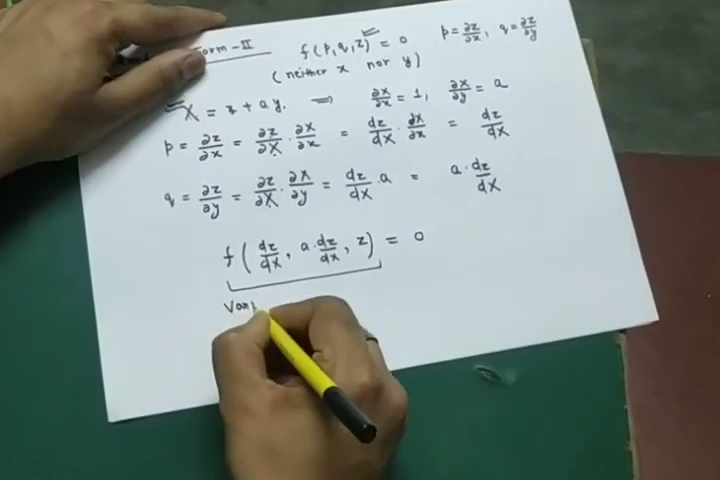 Form - II f(p,q,z) = 0 p = ∂z/∂x, q = ∂z/∂y
(neither x nor y)
X = x + ay. ⟹ ∂X/∂x = 1, ∂X/∂y = a
p = ∂z/∂x = ∂z/∂X · ∂X/∂x = dz/dX · ∂X/∂x = dz/dX
q = ∂z/∂y = ∂z/∂X · ∂X/∂y = dz/dX · a = a · dz/dX
f(dz/dX, a · dz/dX, z) = 0